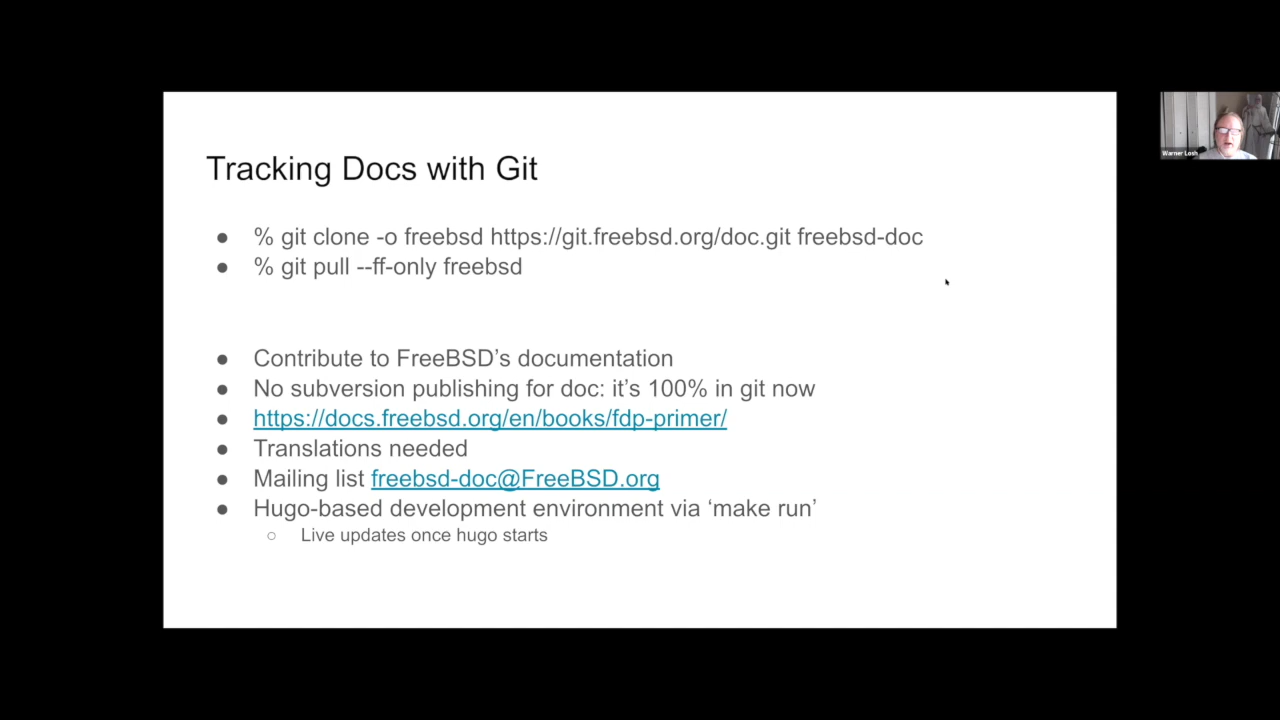 Tracking Docs with Git
● % git clone -o freebsd https://git.freebsd.org/doc.git freebsd-doc
● % git pull --ff-only freebsd
● Contribute to FreeBSD’s documentation
● No subversion publishing for doc: it’s 100% in git now
● https://docs.freebsd.org/en/books/fdp-primer/
● Translations needed
● Mailing list freebsd-doc@FreeBSD.org
● Hugo-based development environment via ‘make run’
○ Live updates once hugo starts
Warner Losh